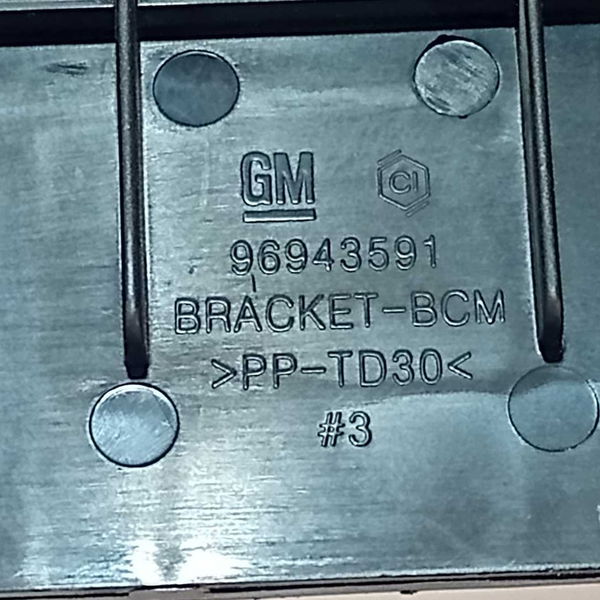 GM CI
96943591
BRACKET-BCM
>PP-TD30<
#3